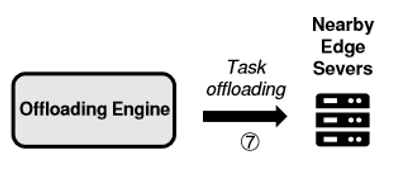 Offloading Engine
Task
offloading
⑦
Nearby
Edge
Severs